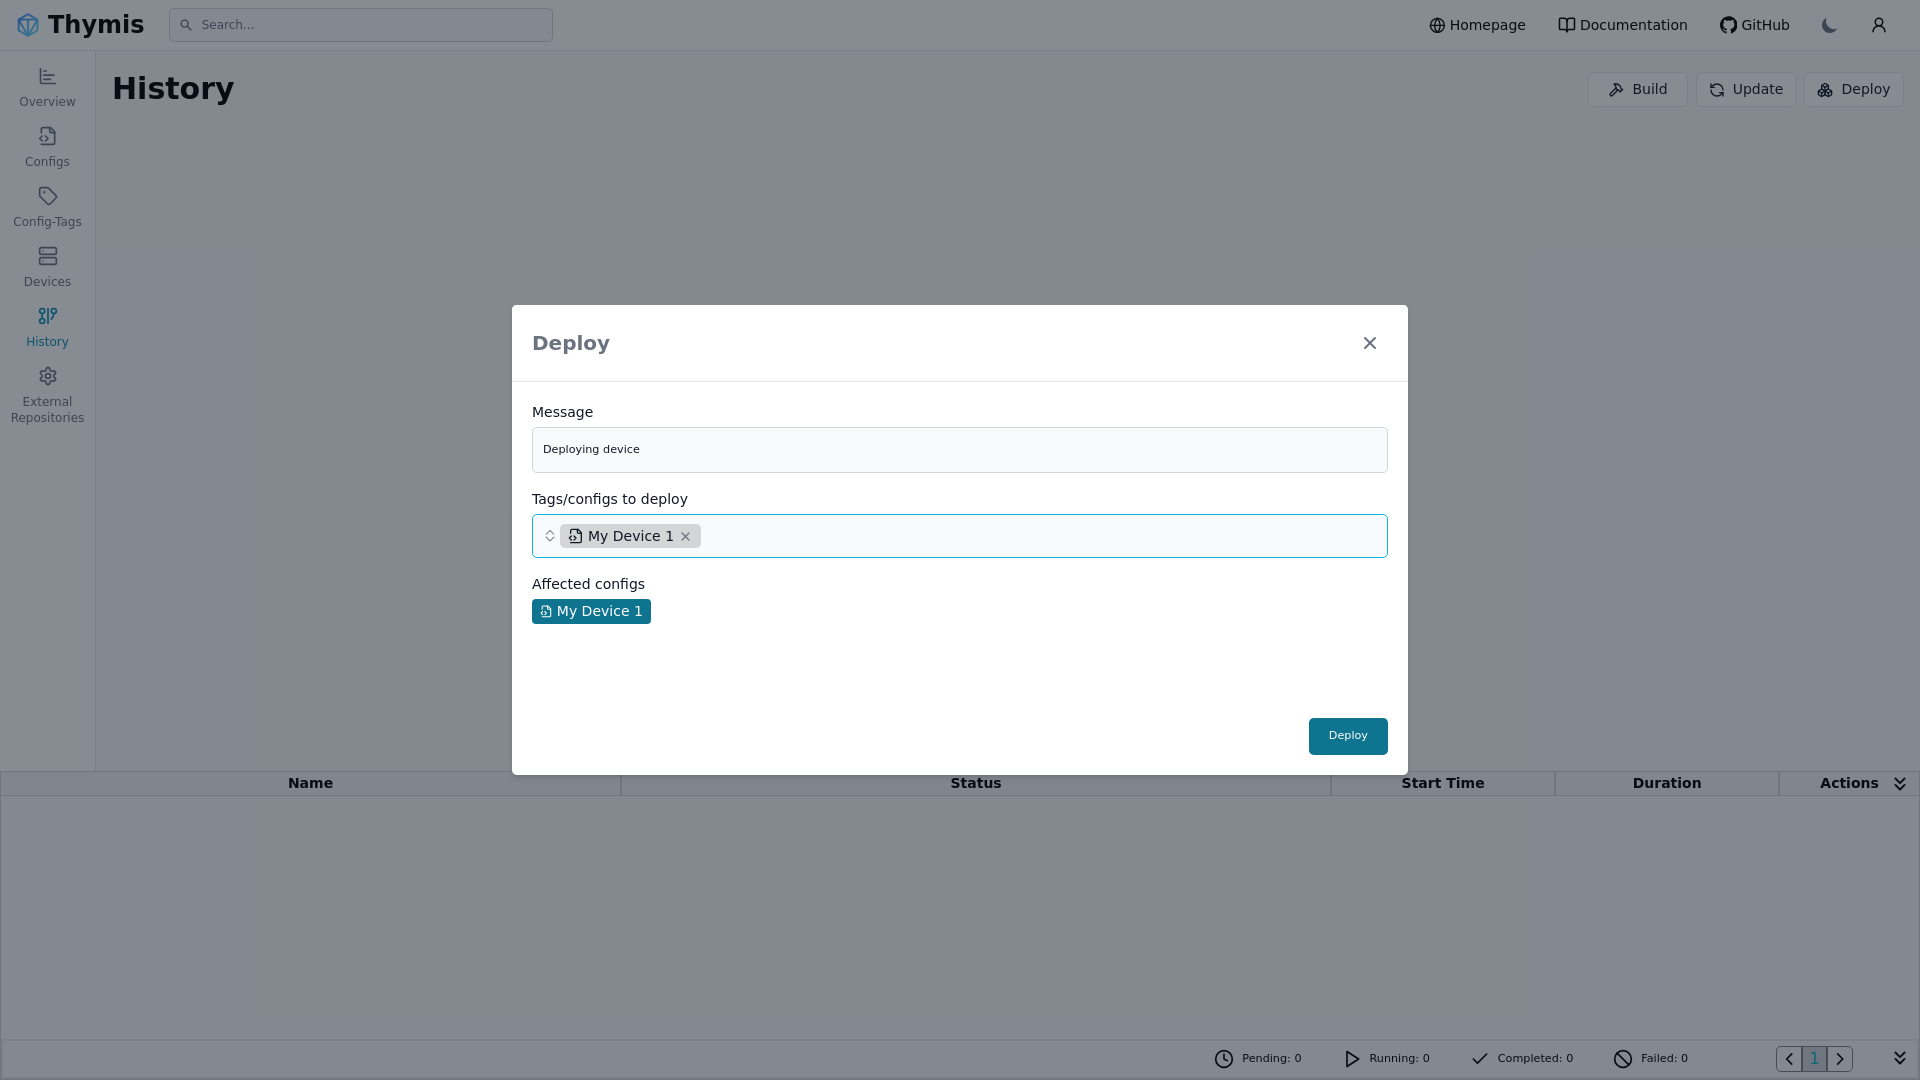 Thymis
Search...
Homepage
Documentation
GitHub
Overview
Configs
Config-Tags
Devices
History
External
Repositories
History
Build
Update
Deploy
Deploy
Message
Deploying device
Tags/configs to deploy
My Device 1
Affected configs
My Device 1
Deploy
Name
Status
Start Time
Duration
Actions
Pending: 0
Running: 0
Completed: 0
Failed: 0
1